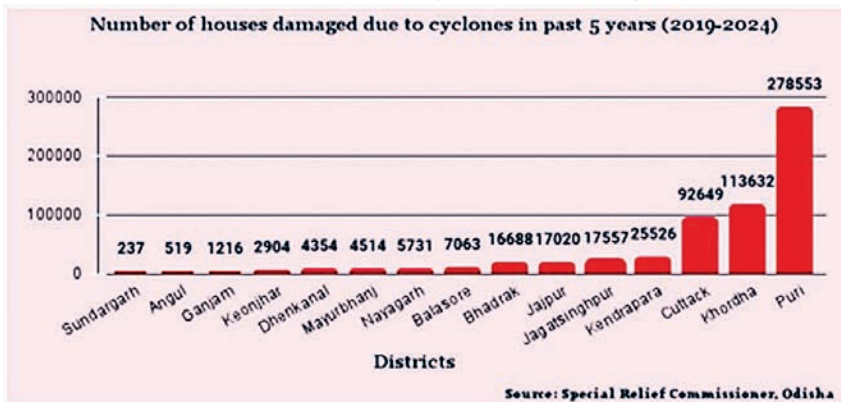 Number of houses damaged due to cyclones in past 5 years (2019-2024)
278553
300000
200000
113632
92649
100000
16688 17020 17557 25526
237 519 1216 2904 4354 4514 5731 7063
0
Sundargarh Angul Ganjam Keonjhar Dhenkanal Mayurbhanj Nayagarh Balasore Bhadrak Jajpur Jagatsinghpur Kendrapara Cuttack Khordha Puri
Districts
Source: Special Relief Commissioner, Odisha